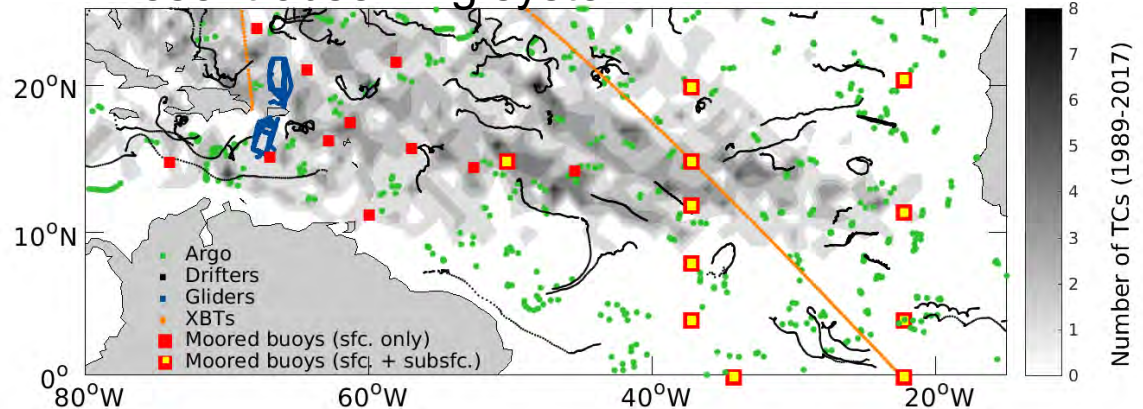 20°N
10°N
0°
80°W
60°W
40°W
20°W
Argo
Drifters
Gliders
XBTs
Moored buoys (sfc. only)
Moored buoys (sfc. + subsfc.)
8
7
6
5
4
3
2
1
0
Number of TCs (1989-2017)